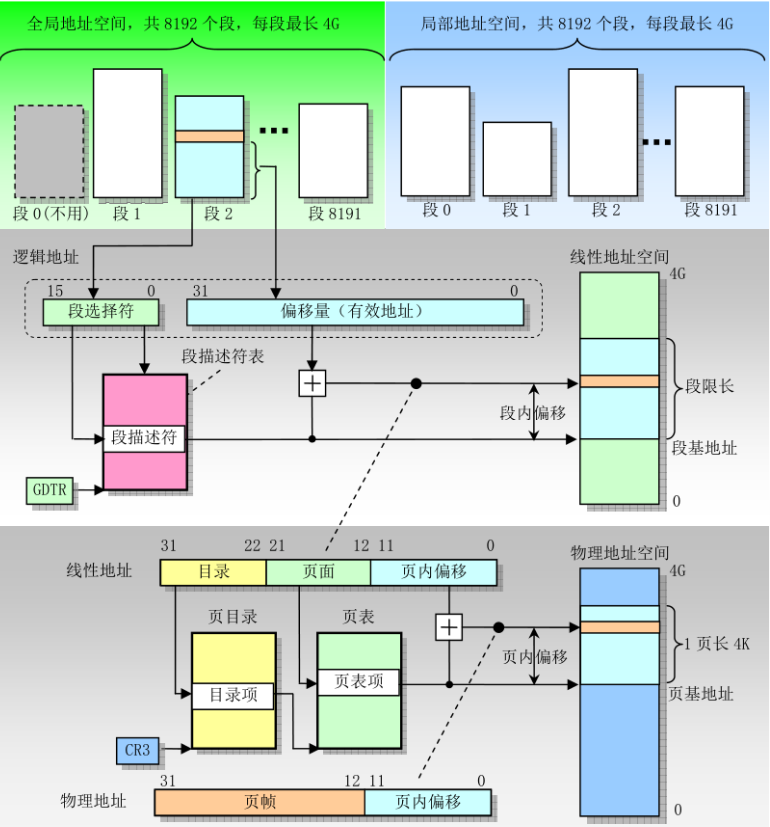 全局地址空间，共 8192 个段，每段最长 4G
局部地址空间，共 8192 个段，每段最长 4G
段 0(不用)
段 1
段 2
段 8191
段 0
段 1
段 2
段 8191
逻辑地址
线性地址空间
15
0
31
0
4G
段选择符
偏移量（有效地址）
段描述符表
段限长
段内偏移
段描述符
段基地址
GDTR
0
31
22
21
12
11
0
物理地址空间
线性地址
目录
页面
页内偏移
4G
页目录
页表
1 页长 4K
页内偏移
页表项
目录项
页基地址
CR3
31
12
11
0
物理地址
页帧
页内偏移
0